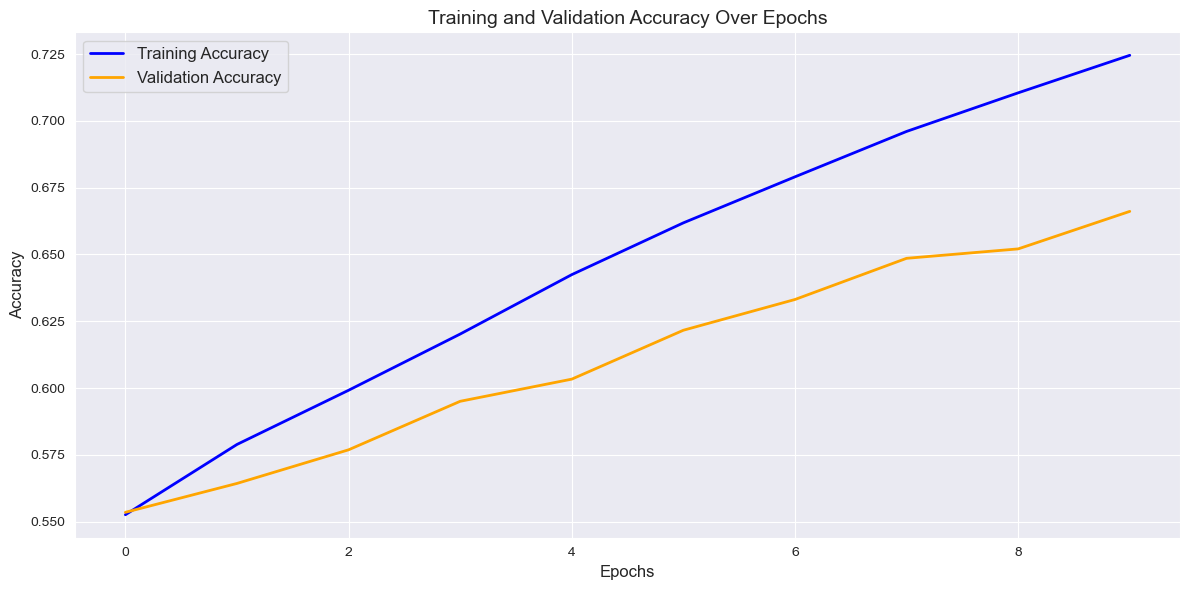 Training and Validation Accuracy Over Epochs
Training Accuracy
Validation Accuracy
0.725
0.700
0.675
0.650
0.625
0.600
0.575
0.550
Accuracy
0 2 4 6 8
Epochs